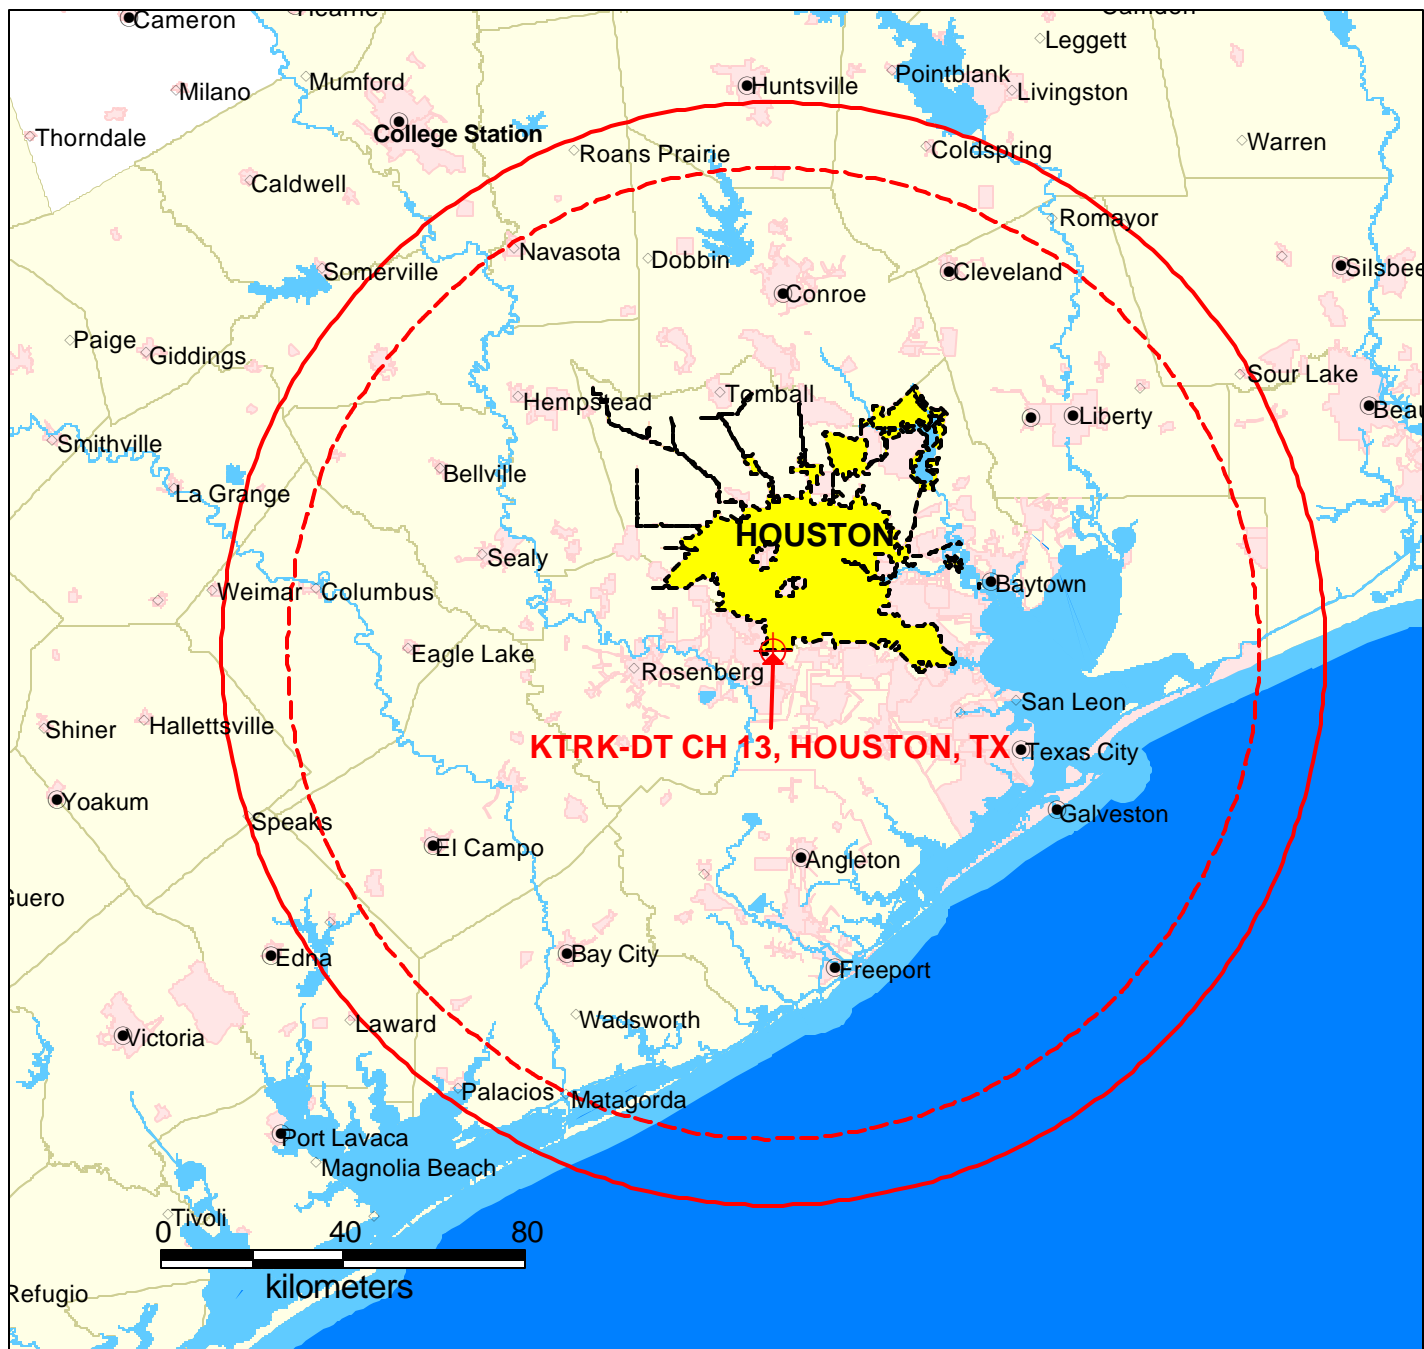 Cameron
Hearne
Camden
Leggett
Mumford
Huntsville
Pointblank
Milano
Livingston
Thorndale
College Station
Roans Prairie
Coldspring
Warren
Caldwell
Romayor
Navasota
Dobbin
Somerville
Cleveland
Silsbee
Conroe
Paige
Giddings
Sour Lake
Hempstead
Tomball
Liberty
Beau
Smithville
Bellville
La Grange
HOUSTON
Sealy
Weimar
Columbus
Baytown
Eagle Lake
Rosenberg
San Leon
Shiner
Hallettsville
KTRK-DT CH 13, HOUSTON, TX
Texas City
Yoakum
Speaks
Galveston
El Campo
Angleton
Guero
Edna
Bay City
Freeport
Laward
Wadsworth
Victoria
Palacios
Matagorda
Port Lavaca
Magnolia Beach
Tivoli
0 40 80
kilometers
Refugio